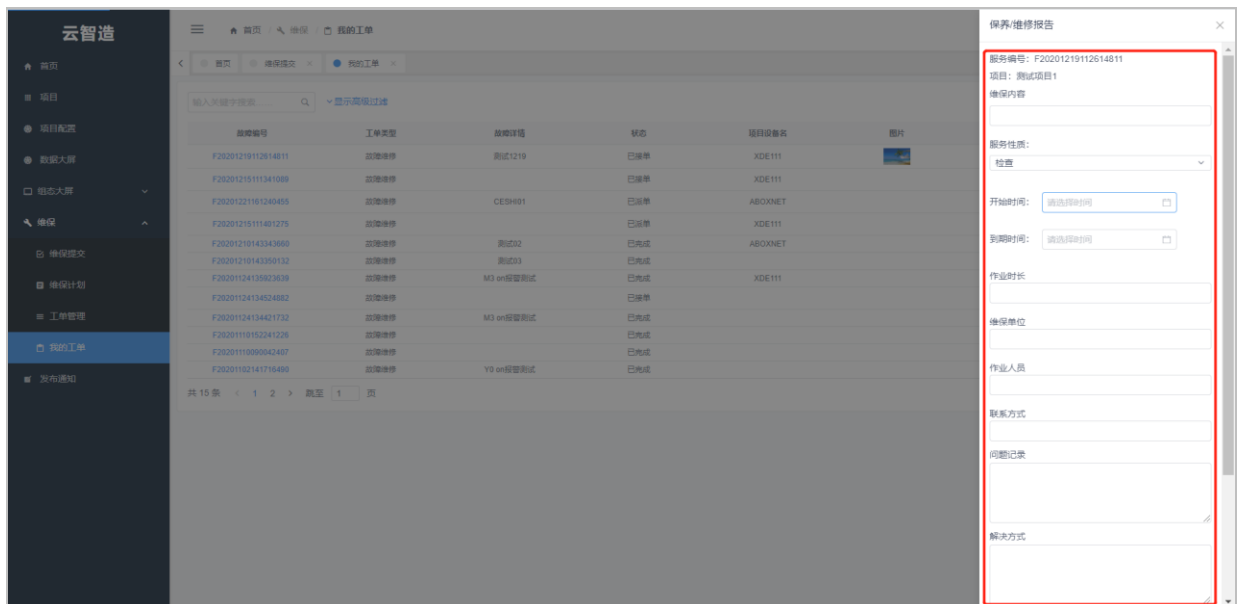 云智造
首页 / 维保 / 我的工单
首页
项目
项目配置
数据大屏
组态大屏
维保
维保提交
维保计划
工单管理
我的工单
发布通知
首页 维保提交 × 我的工单 ×
输入关键字搜索...... 显示高级过滤
故障编号 工单类型 故障详情 状态 项目设备名 图片
F20201219112614811 故障维修 测试1219 已接单 XDE111
F20201215111341088 故障维修 已接单 XDE111
F20201221161240455 故障维修 CESHI01 已派单 ABOXNET
F20201215111401275 故障维修 已派单 XDE111
F20201210143343660 故障维修 测试02 已完成 ABOXNET
F20201210143350132 故障维修 测试03 已完成
F20201124135823639 故障维修 M3 on报警测试 已完成 XDE111
F20201124134524882 故障维修 已接单
F20201124134421732 故障维修 M3 on报警测试 已完成
F20201110152241226 故障维修 已完成
F20201110090042467 故障维修 已完成
F20201102141716480 故障维修 Y0 on报警测试 已完成
共 15 条 < 1 2 > 跳至 1 页
保养/维修报告 ×
服务编号：F20201219112614811
项目：测试项目1
维保内容
服务性质：
检查
开始时间： 请选择时间
到期时间： 请选择时间
作业时长
维保单位
作业人员
联系方式
问题记录
解决方式